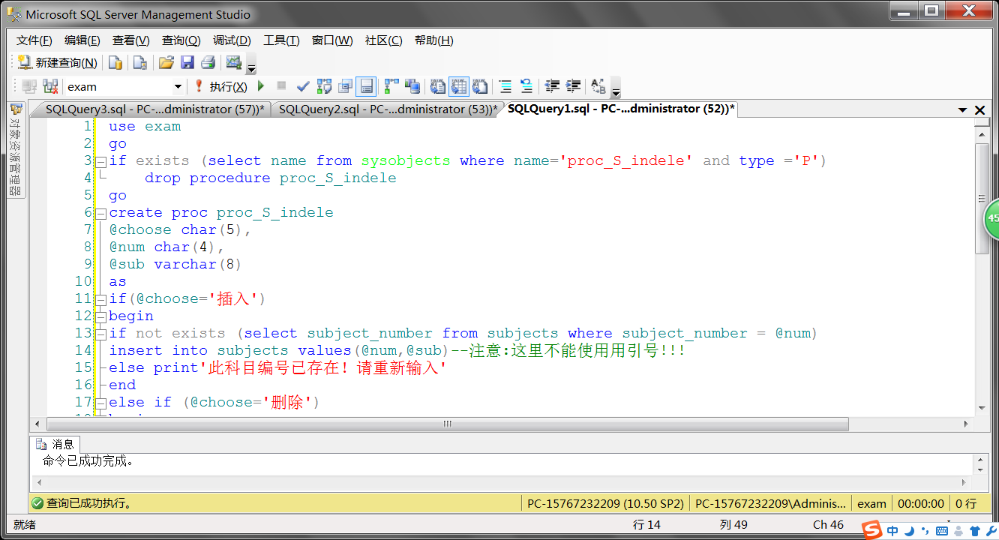 Microsoft SQL Server Management Studio
文件(F) 编辑(E) 查看(V) 查询(Q) 调试(D) 工具(T) 窗口(W) 社区(C) 帮助(H)
新建查询(N)
exam 执行(X)
SQLQuery3.sql - PC-...dministrator (57))* SQLQuery2.sql - PC-...dministrator (53))* SQLQuery1.sql - PC-...dministrator (52))*
对象资源管理器
1 use exam
2 go
3 if exists (select name from sysobjects where name='proc_S_indele' and type ='P')
4 drop procedure proc_S_indele
5 go
6 create proc proc_S_indele
7 @choose char(5),
8 @num char(4),
9 @sub varchar(8)
10 as
11 if(@choose='插入')
12 begin
13 if not exists (select subject_number from subjects where subject_number = @num)
14 insert into subjects values(@num,@sub)--注意:这里不能使用用引号!!!
15 else print'此科目编号已存在! 请重新输入'
16 end
17 else if (@choose='删除')
45
消息
命令已成功完成。
查询已成功执行。 PC-15767232209 (10.50 SP2) PC-15767232209\Adminis... exam 00:00:00 0 行
就绪 行 14 列 49 Ch 46
S 中